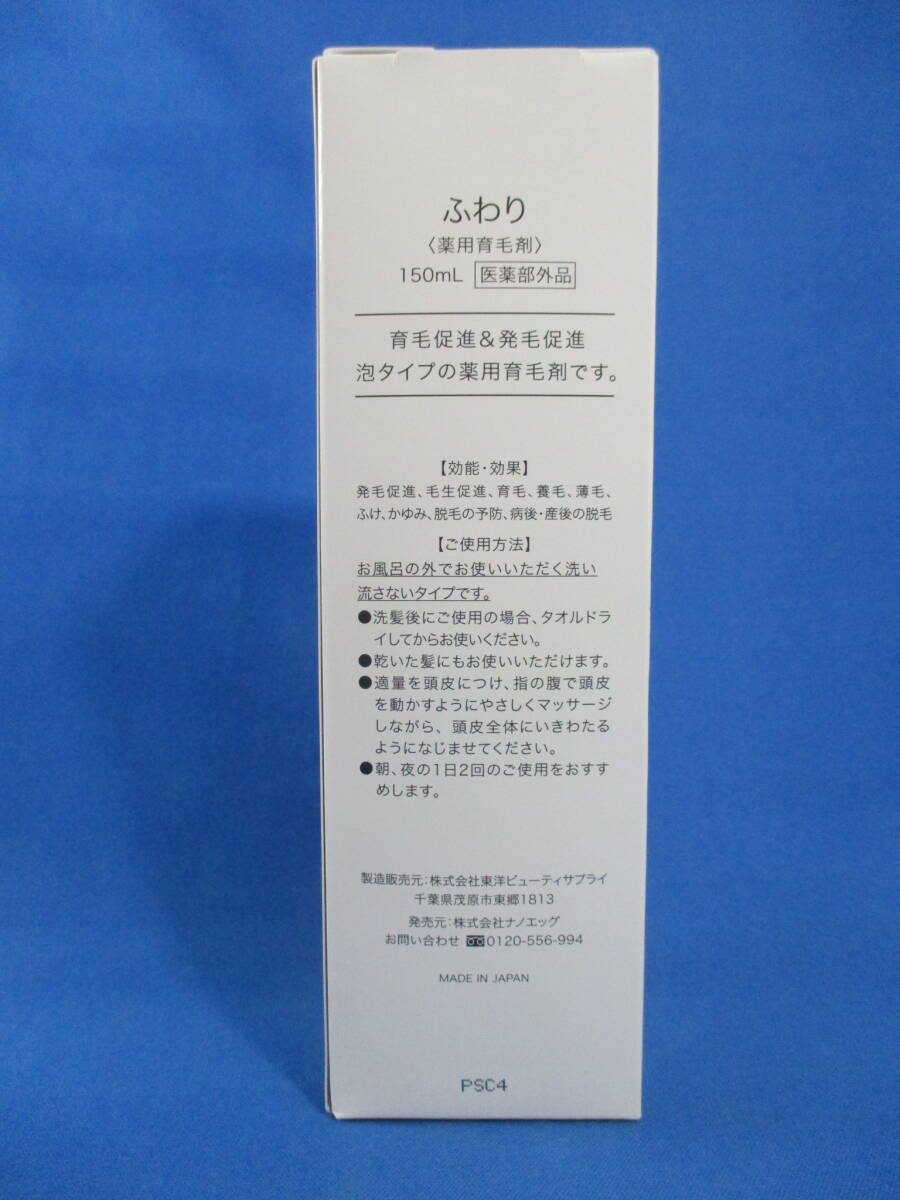 ふわり
〈薬用育毛剤〉
150mL 医薬部外品
育毛促進&発毛促進
泡タイプの薬用育毛剤です。
【効能・効果】
発毛促進、毛生促進、育毛、養毛、薄毛、
ふけ、かゆみ、脱毛の予防、病後・産後の脱毛
【ご使用方法】
お風呂の外でお使いいただく洗い
流さないタイプです。
●洗髪後にご使用の場合、タオルドラ
イしてからお使いください。
●乾いた髪にもお使いいただけます。
●適量を頭皮につけ、指の腹で頭皮
を動かすようにやさしくマッサージ
しながら、頭皮全体にいきわたる
ようになじませてください。
●朝、夜の1日2回のご使用をおすす
めします。
製造販売元:株式会社東洋ビューティサプライ
千葉県茂原市東郷1813
発売元:株式会社ナノエッグ
お問い合わせ 0120-556-994
MADE IN JAPAN
PSC4